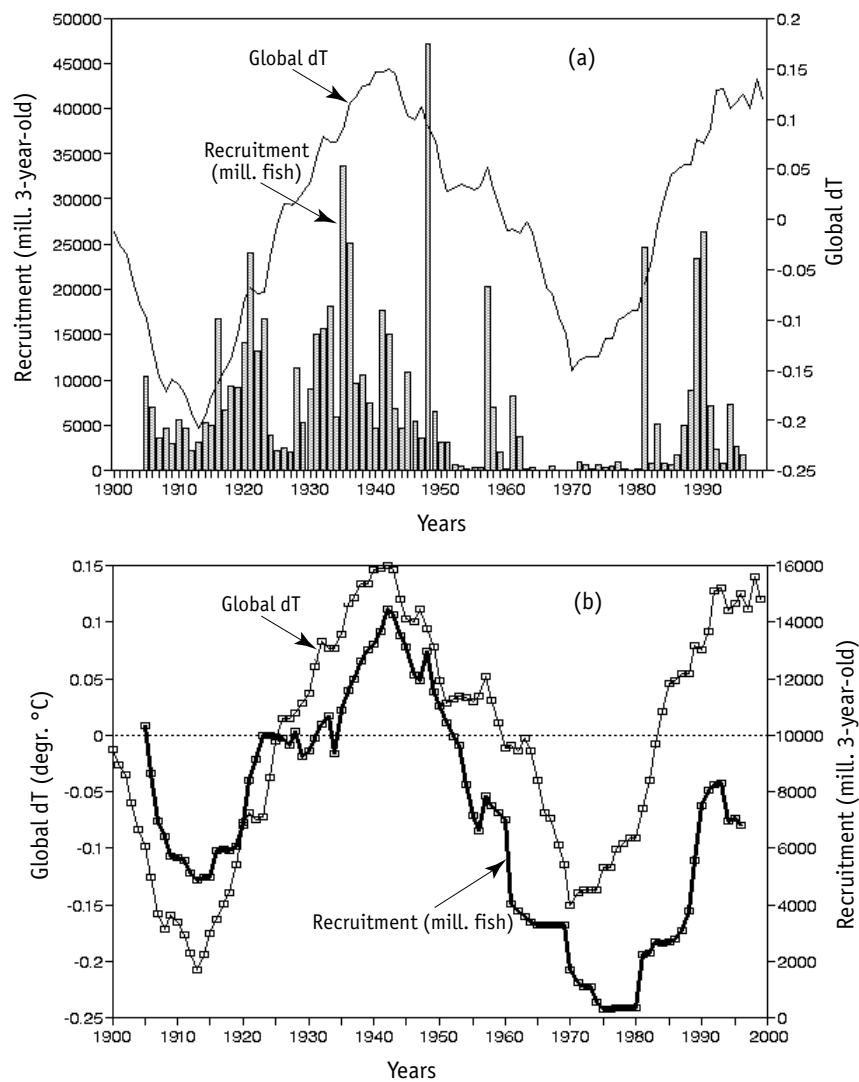 50000
45000
40000
35000
30000
25000
20000
15000
10000
5000
0
Recruitment (mill. 3-year-old)
Global dT
Recruitment
(mill. fish)
(a)
0.2
0.15
0.1
0.05
0
-0.05
-0.1
-0.15
-0.2
-0.25
Global dT
1900 1910 1920 1930 1940 1950 1960 1970 1980 1990
Years
0.15
0.1
0.05
0
-0.05
-0.1
-0.15
-0.2
-0.25
Global dT (degr. °C)
Global dT
(b)
Recruitment (mill. fish)
16000
14000
12000
10000
8000
6000
4000
2000
0
Recruitment (mill. 3-year-old)
1900 1910 1920 1930 1940 1950 1960 1970 1980 1990 2000
Years